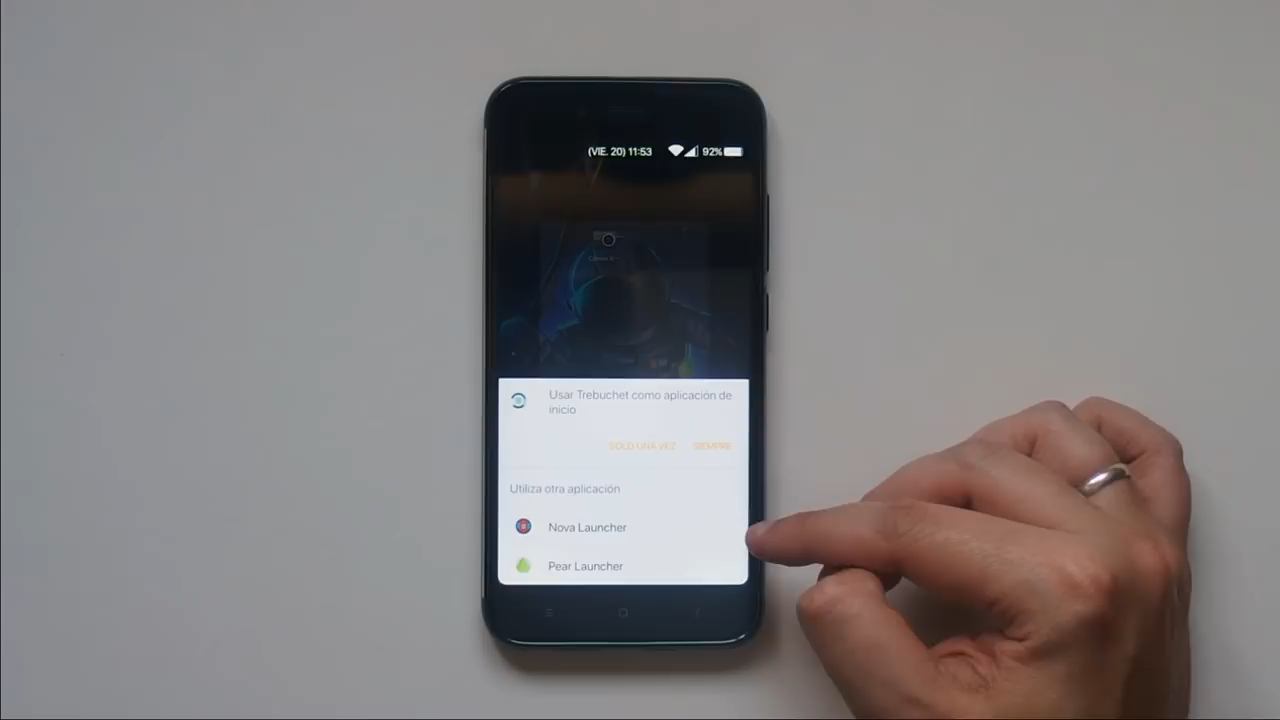 (VIE. 20) 11:53 92%
Usar Trebuchet como aplicación de
inicio
SOLO UNA VEZ SIEMPRE
Utiliza otra aplicación
Nova Launcher
Pear Launcher